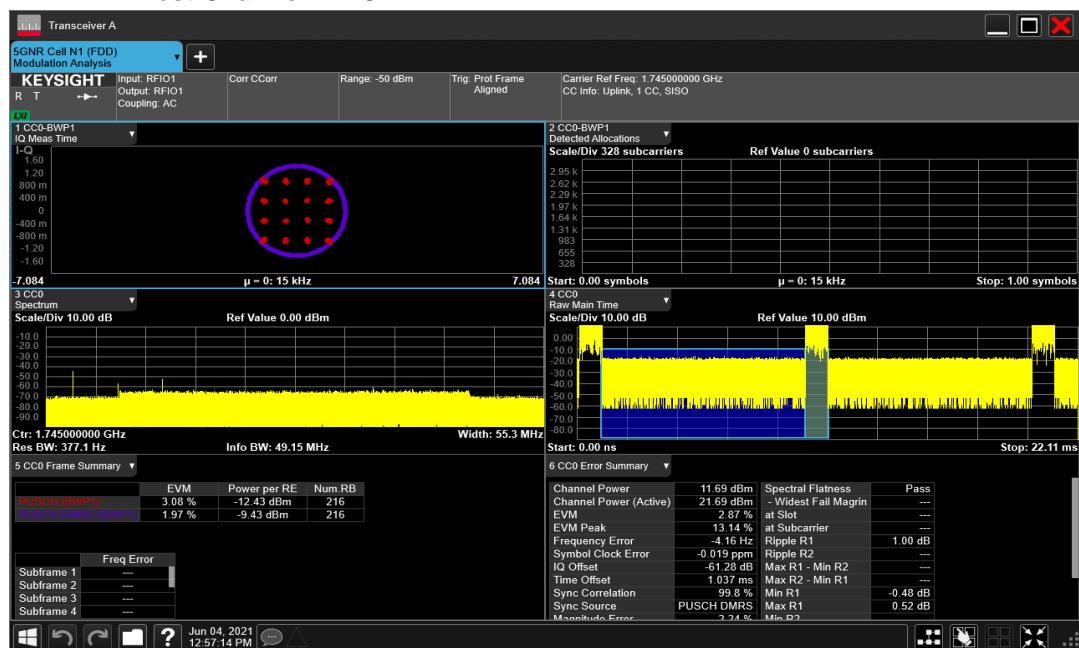 Transceiver A
5GNR Cell N1 (FDD)
Modulation Analysis
KEYSIGHT
R T
LXI
Input: RFIO1
Output: RFIO1
Coupling: AC
Corr CCorr
Range: -50 dBm
Trig: Prot Frame
Aligned
Carrier Ref Freq: 1.745000000 GHz
CC Info: Uplink, 1 CC, SISO
1 CC0-BWP1
IQ Meas Time
I-Q
1.60
1.20
800 m
400 m
0
-400 m
-800 m
-1.20
-1.60
-7.084 μ = 0: 15 kHz 7.084
2 CC0-BWP1
Detected Allocations
Scale/Div 328 subcarriers Ref Value 0 subcarriers
2.95 k
2.62 k
2.29 k
1.97 k
1.64 k
1.31 k
983
655
328
Start: 0.00 symbols μ = 0: 15 kHz Stop: 1.00 symbols
3 CC0
Spectrum
Scale/Div 10.00 dB Ref Value 0.00 dBm
-10.0
-20.0
-30.0
-40.0
-50.0
-60.0
-70.0
-80.0
-90.0
Ctr: 1.745000000 GHz Width: 55.3 MHz
Res BW: 377.1 Hz Info BW: 49.15 MHz
4 CC0
Raw Main Time
Scale/Div 10.00 dB Ref Value 10.00 dBm
0.00
-10.0
-20.0
-30.0
-40.0
-50.0
-60.0
-70.0
-80.0
Start: 0.00 ns Stop: 22.11 ms
5 CC0 Frame Summary
EVM Power per RE Num.RB
PUSCH (BWP1) 3.08 % -12.43 dBm 216
PUSCH DMRS (BWP1) 1.97 % -9.43 dBm 216
Freq Error
Subframe 1 ---
Subframe 2 ---
Subframe 3 ---
Subframe 4 ---
6 CC0 Error Summary
Channel Power 11.69 dBm Spectral Flatness Pass
Channel Power (Active) 21.69 dBm - Widest Fail Magrin ---
EVM 2.87 % at Slot ---
EVM Peak 13.14 % at Subcarrier ---
Frequency Error -4.16 Hz Ripple R1 1.00 dB
Symbol Clock Error -0.019 ppm Ripple R2 ---
IQ Offset -61.28 dB Max R1 - Min R2 ---
Time Offset 1.037 ms Max R2 - Min R1 ---
Sync Correlation 99.8 % Min R1 -0.48 dB
Sync Source PUSCH DMRS Max R1 0.52 dB
Magnitude Error 2.24 % Min R2
Jun 04, 2021
12:57:14 PM